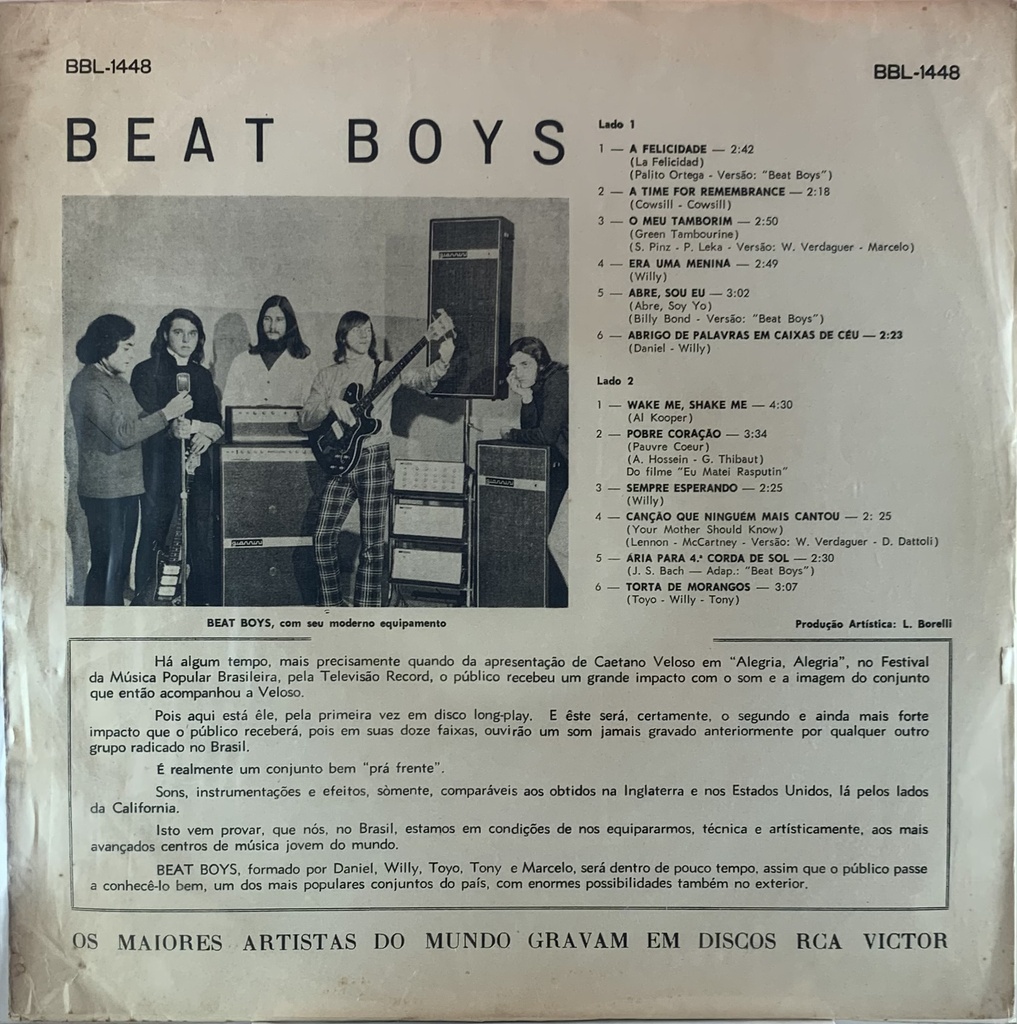 BBL-1448
BBL-1448
BEAT BOYS
giannini
giannini
giannini
BEAT BOYS, com seu moderno equipamento
Lado 1
1 — A FELICIDADE — 2:42
(La Felicidad)
(Palito Ortega - Versão: "Beat Boys")
2 — A TIME FOR REMEMBRANCE — 2:18
(Cowsill - Cowsill)
3 — O MEU TAMBORIM — 2:50
(Green Tambourine)
(S. Pinz - P. Leka - Versão: W. Verdaguer - Marcelo)
4 — ERA UMA MENINA — 2:49
(Willy)
5 — ABRE, SOU EU — 3:02
(Abre, Soy Yo)
(Billy Bond - Versão: "Beat Boys")
6 — ABRIGO DE PALAVRAS EM CAIXAS DE CÉU — 2:23
(Daniel - Willy)
Lado 2
1 — WAKE ME, SHAKE ME — 4:30
(Al Kooper)
2 — POBRE CORAÇÃO — 3:34
(Pauvre Coeur)
(A. Hossein - G. Thibaut)
Do filme "Eu Matei Rasputin"
3 — SEMPRE ESPERANDO — 2:25
(Willy)
4 — CANÇÃO QUE NINGUÉM MAIS CANTOU — 2: 25
(Your Mother Should Know)
(Lennon - McCartney - Versão: W. Verdaguer - D. Dattoli)
5 — ÁRIA PARA 4.ª CORDA DE SOL — 2:30
(J. S. Bach — Adap.: "Beat Boys")
6 — TORTA DE MORANGOS — 3:07
(Toyo - Willy - Tony)
Produção Artística: L. Borelli
Há algum tempo, mais precisamente quando da apresentação de Caetano Veloso em "Alegria, Alegria", no Festival
da Música Popular Brasileira, pela Televisão Record, o público recebeu um grande impacto com o som e a imagem do conjunto
que então acompanhou a Veloso.
Pois aqui está êle, pela primeira vez em disco long-play. E êste será, certamente, o segundo e ainda mais forte
impacto que o público receberá, pois em suas doze faixas, ouvirão um som jamais gravado anteriormente por qualquer outro
grupo radicado no Brasil.
É realmente um conjunto bem "prá frente".
Sons, instrumentações e efeitos, sòmente, comparáveis aos obtidos na Inglaterra e nos Estados Unidos, lá pelos lados
da California.
Isto vem provar, que nós, no Brasil, estamos em condições de nos equipararmos, técnica e artìsticamente, aos mais
avançados centros de música jovem do mundo.
BEAT BOYS, formado por Daniel, Willy, Toyo, Tony e Marcelo, será dentro de pouco tempo, assim que o público passe
a conhecê-lo bem, um dos mais populares conjuntos do país, com enormes possibilidades também no exterior.
OS MAIORES ARTISTAS DO MUNDO GRAVAM EM DISCOS RCA VICTOR